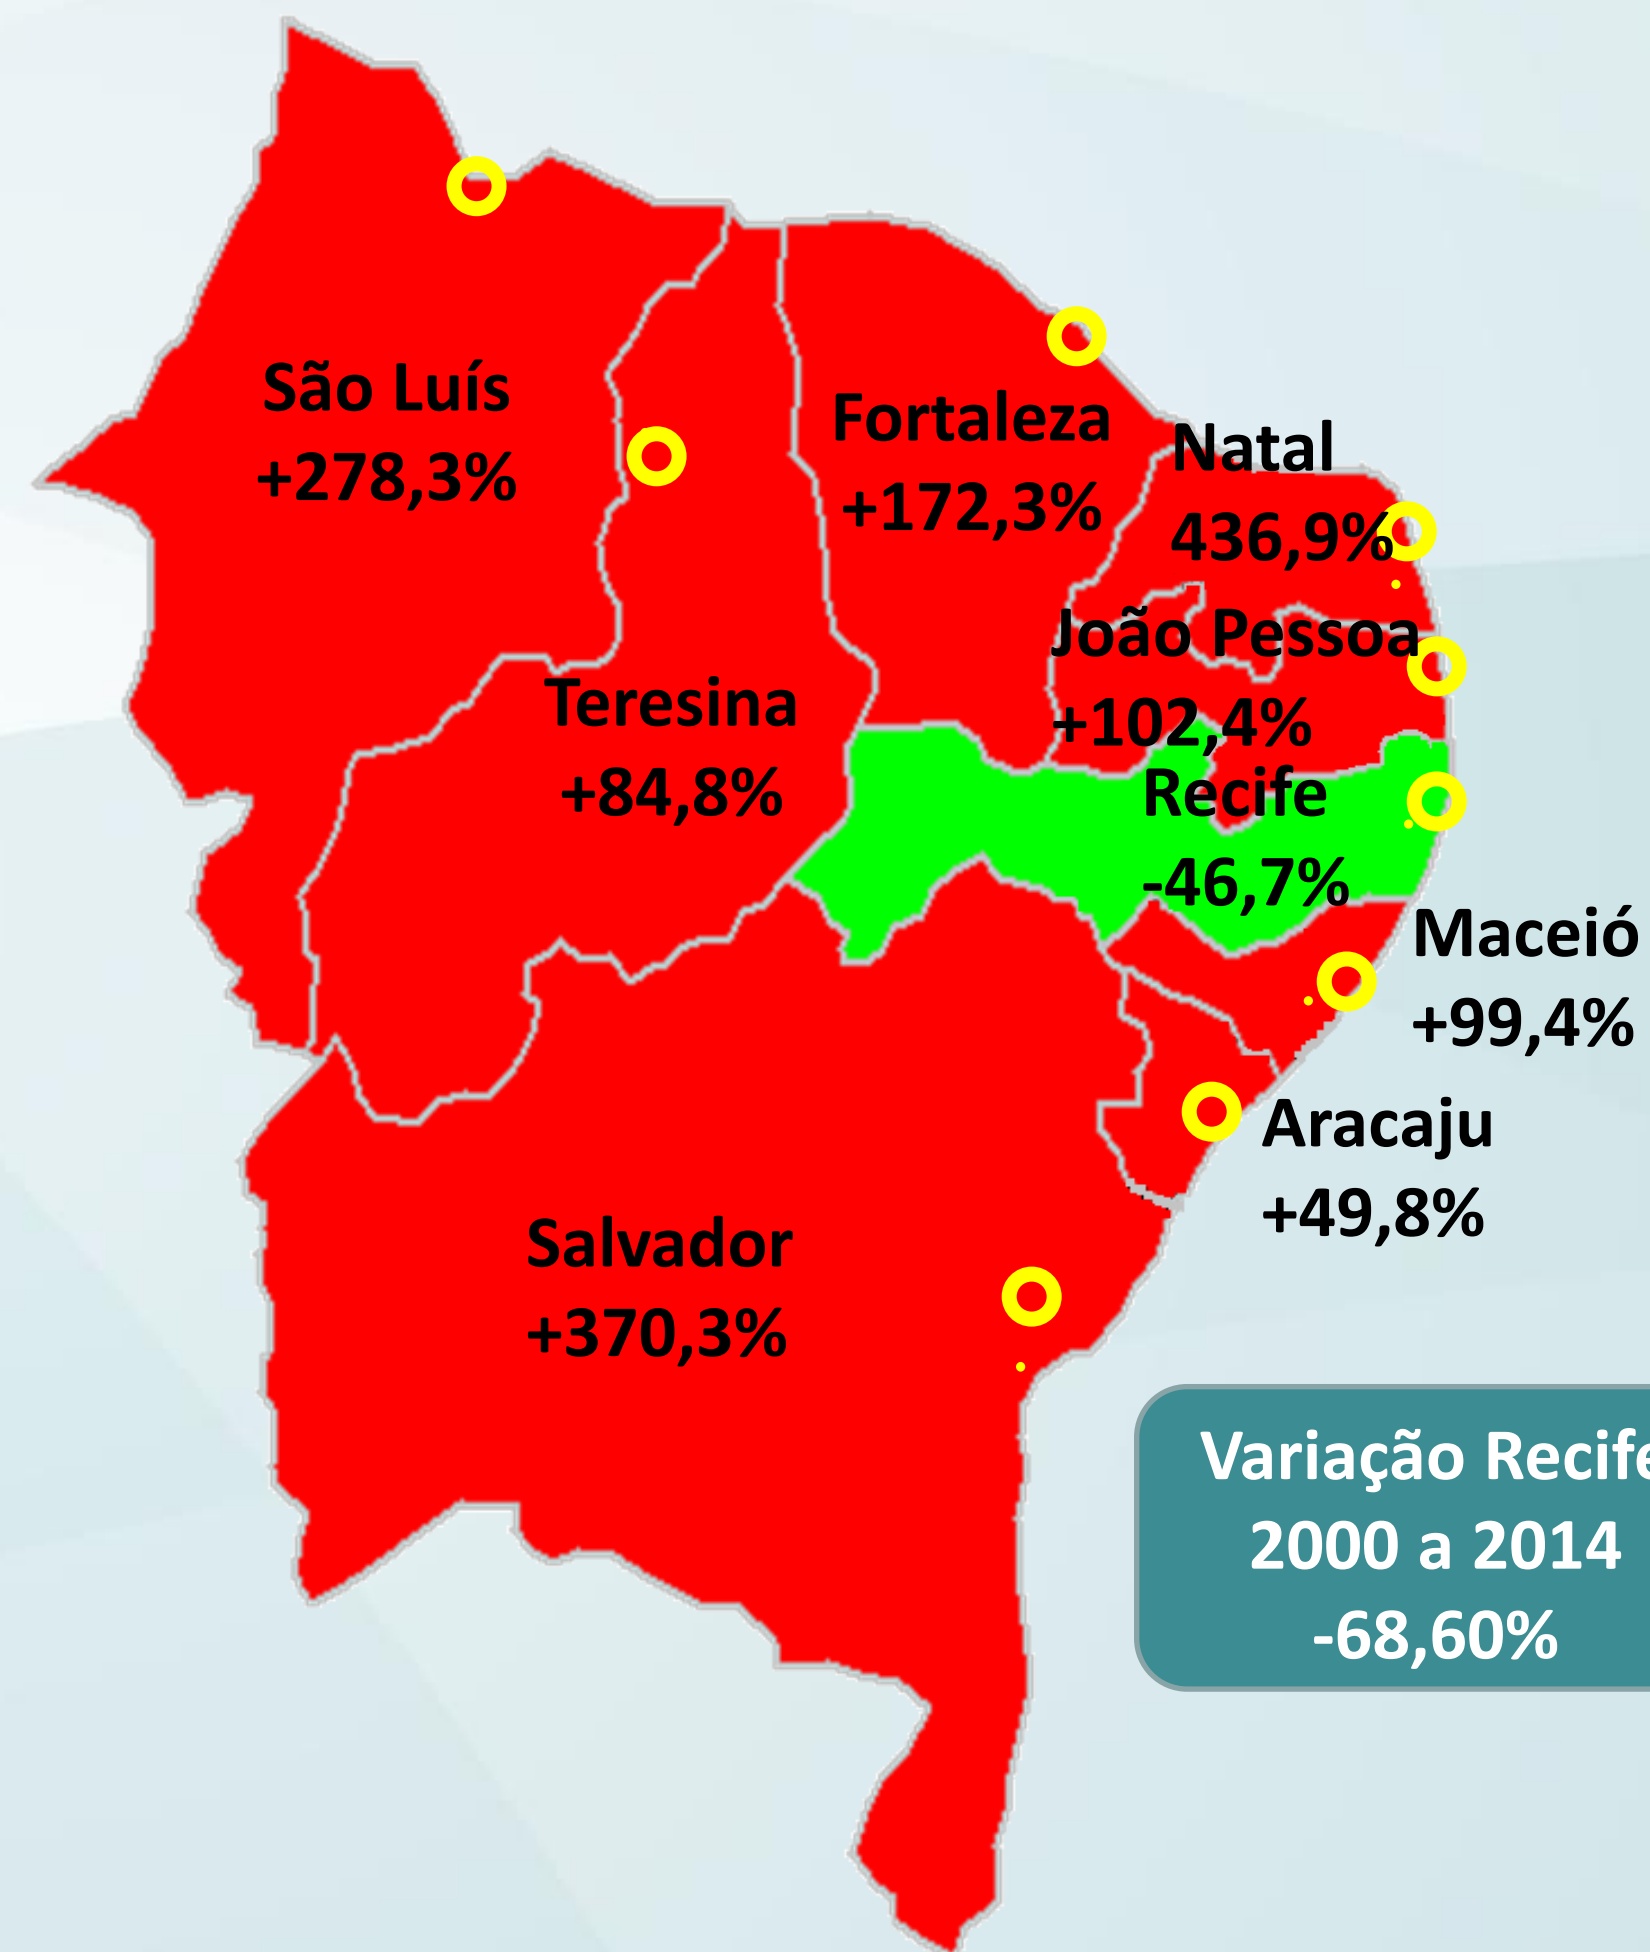 São Luís
+278,3%
Fortaleza
+172,3%
Natal
436,9%
João Pessoa
+102,4%
Teresina
+84,8%
Recife
-46,7%
Maceió
+99,4%
Aracaju
+49,8%
Salvador
+370,3%
Variação Recife
2000 a 2014
-68,60%